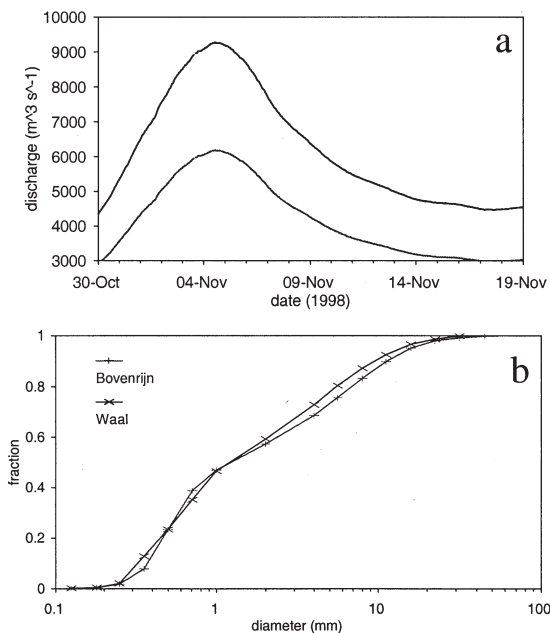 a
10000
9000
8000
7000
6000
5000
4000
3000
discharge (m^3 s^-1)
30-Oct
04-Nov
09-Nov
14-Nov
19-Nov
date (1998)
b
1
0.8
0.6
0.4
0.2
0
fraction
Bovenrijn
Waal
0.1
1
10
100
diameter (mm)